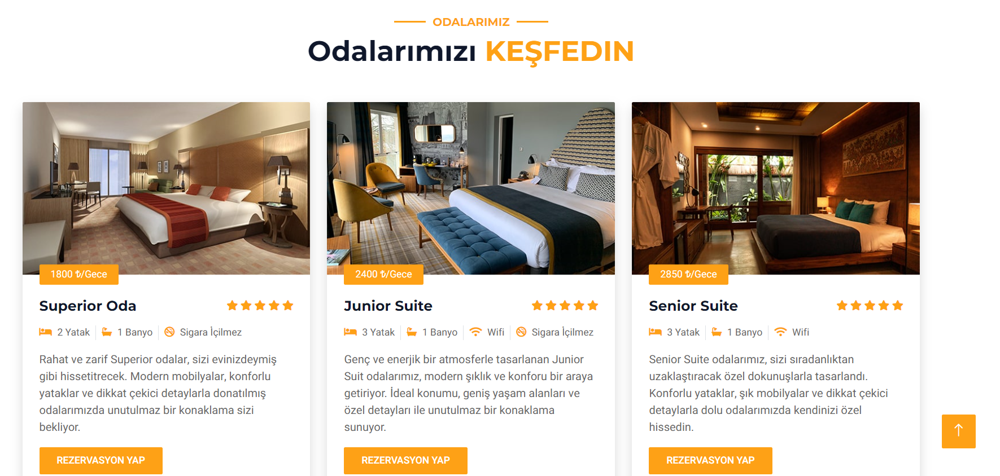 ODALARIMIZ
Odalarımızı KEŞFEDIN
1800 ₺/Gece
Superior Oda
2 Yatak
1 Banyo
Sigara İçilmez
Rahat ve zarif Superior odalar, sizi evinizdeymiş
gibi hissetitrecek. Modern mobilyalar, konforlu
yataklar ve dikkat çekici detaylarla donatılmış
odalarımızda unutulmaz bir konaklama sizi
bekliyor.
REZERVASYON YAP
2400 ₺/Gece
Junior Suite
3 Yatak
1 Banyo
Wifi
Sigara İçilmez
Genç ve enerjik bir atmosferle tasarlanan Junior
Suit odalarımız, modern şıklık ve konforu bir araya
getiriyor. İdeal konumu, geniş yaşam alanları ve
özel detayları ile unutulmaz bir konaklama
sunuyor.
REZERVASYON YAP
2850 ₺/Gece
Senior Suite
3 Yatak
1 Banyo
Wifi
Senior Suite odalarımız, sizi sıradanlıktan
uzaklaştıracak özel dokunuşlarla tasarlandı.
Konforlu yataklar, şık mobilyalar ve dikkat çekici
detaylarla dolu odalarımızda kendinizi özel
hissedin.
REZERVASYON YAP